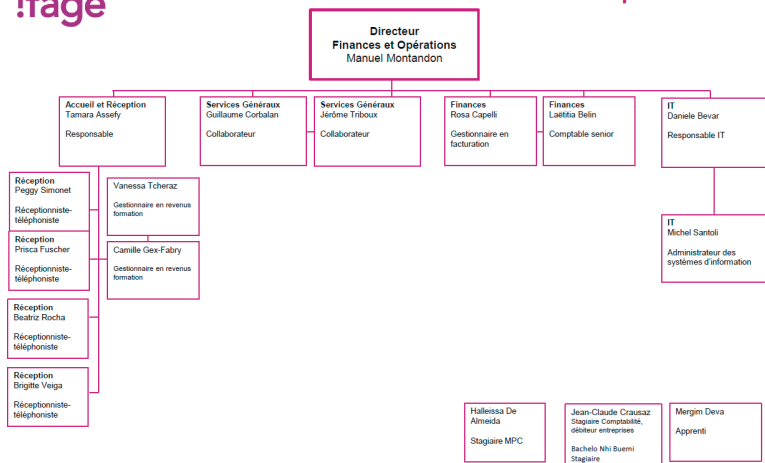 !fage
Directeur
Finances et Opérations
Manuel Montandon
Accueil et Réception
Tamara Assefy
Responsable
Services Généraux
Guillaume Corbalan
Collaborateur
Services Généraux
Jérôme Triboux
Collaborateur
Finances
Rosa Capelli
Gestionnaire en
facturation
Finances
Laëtitia Belin
Comptable senior
IT
Daniele Bevar
Responsable IT
Réception
Peggy Simonet
Réceptionniste-
téléphoniste
Vanessa Tcheraz
Gestionnaire en revenus
formation
Réception
Prisca Fuscher
Réceptionniste-
téléphoniste
Camille Gex-Fabry
Gestionnaire en revenus
formation
IT
Michel Santoli
Administrateur des
systèmes d'information
Réception
Beatriz Rocha
Réceptionniste-
téléphoniste
Réception
Brigitte Veiga
Réceptionniste-
téléphoniste
Halleissa De
Almeida
Stagiaire MPC
Jean-Claude Crausaz
Stagiaire Comptabilité,
débiteur entreprises
Bachelo Nhi Buemi
Stagiaire
Mergim Deva
Apprenti